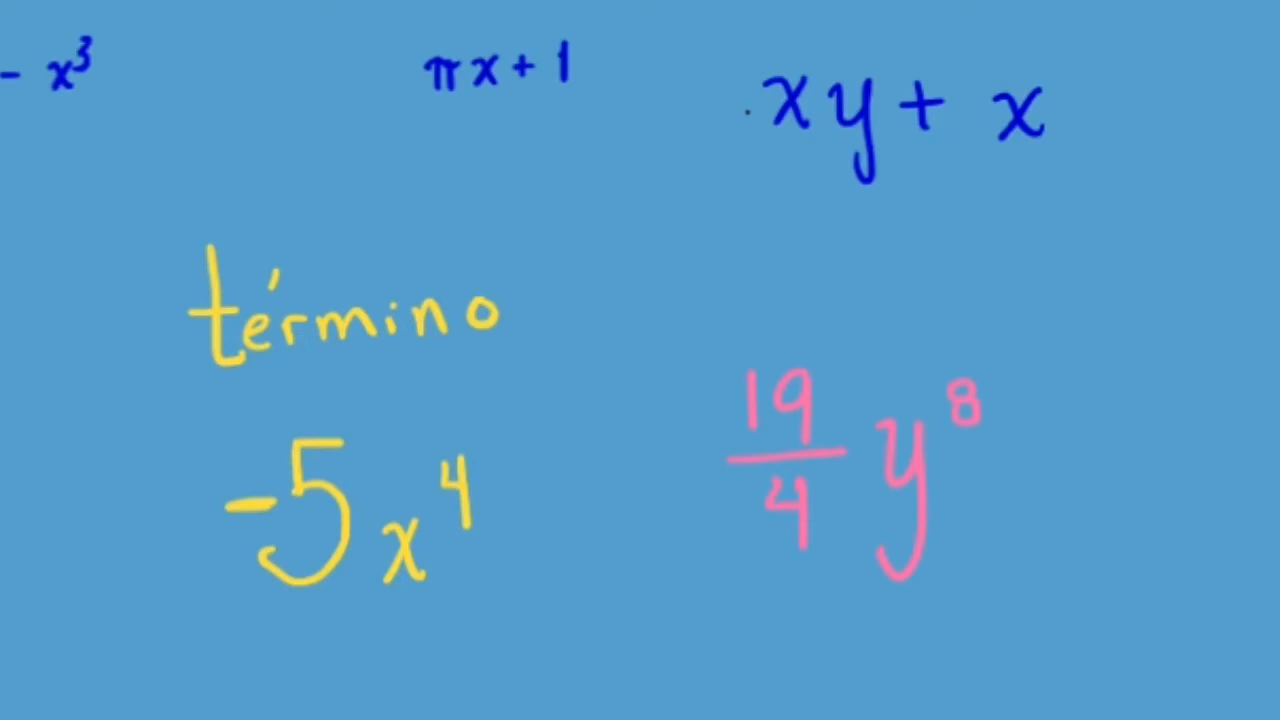 - x³ πx + 1 xy + x
término
-5x⁴ 19/4 y⁸